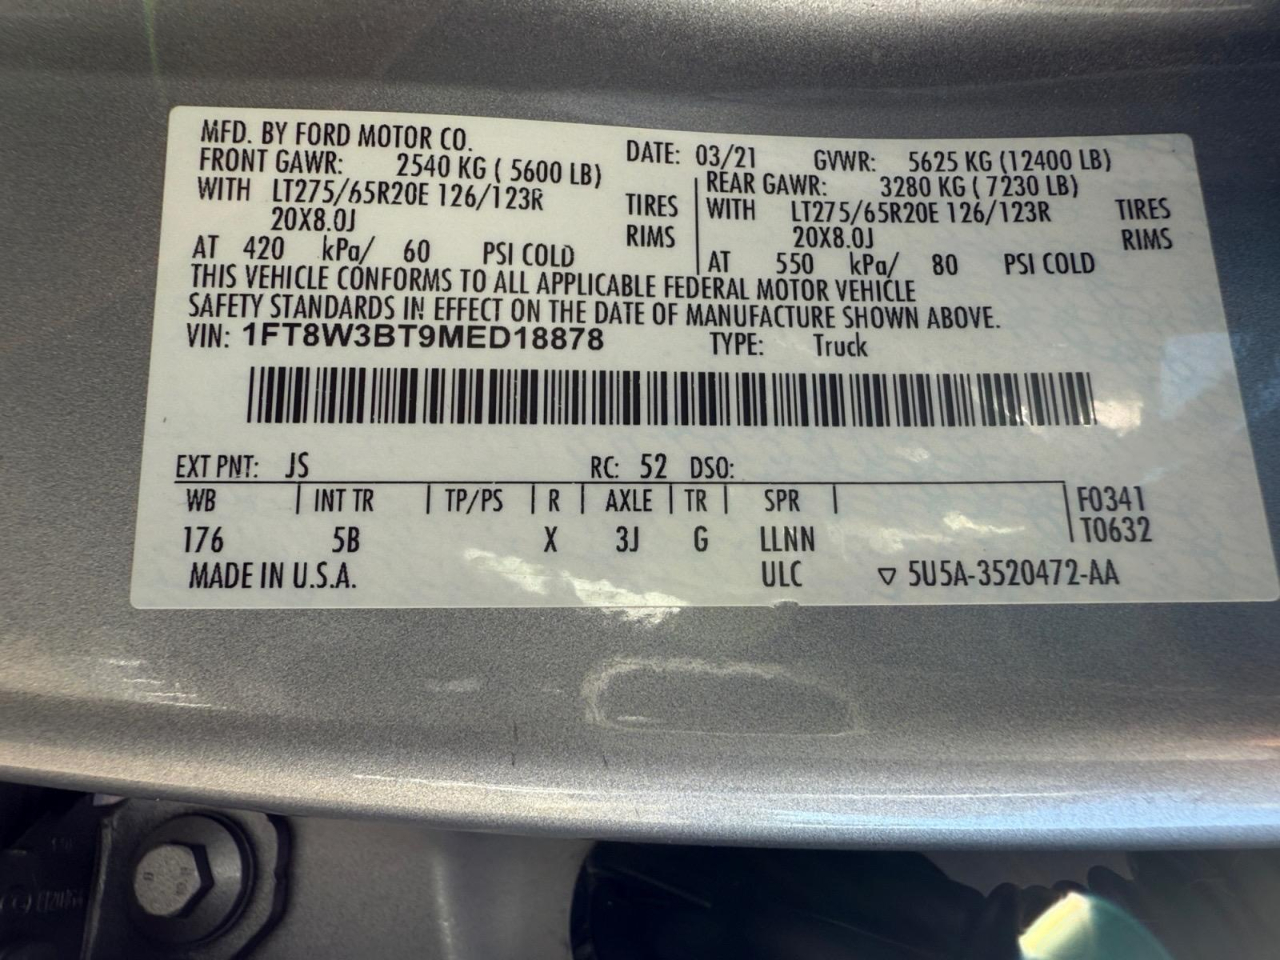 MFD. BY FORD MOTOR CO.
DATE: 03/21 GVWR: 5625 KG (12400 LB)
FRONT GAWR: 2540 KG ( 5600 LB)
WITH LT275/65R20E 126/123R TIRES
20X8.0J RIMS
AT 420 kPa/ 60 PSI COLD
REAR GAWR: 3280 KG ( 7230 LB)
WITH LT275/65R20E 126/123R TIRES
20X8.0J RIMS
AT 550 kPa/ 80 PSI COLD
THIS VEHICLE CONFORMS TO ALL APPLICABLE FEDERAL MOTOR VEHICLE
SAFETY STANDARDS IN EFFECT ON THE DATE OF MANUFACTURE SHOWN ABOVE.
VIN: 1FT8W3BT9MED18878 TYPE: Truck
EXT PNT: JS RC: 52 DSO:
WB INT TR TP/PS R AXLE TR SPR F0341
176 5B X 3J G LLNN T0632
MADE IN U.S.A. ULC ▽ 5U5A-3520472-AA